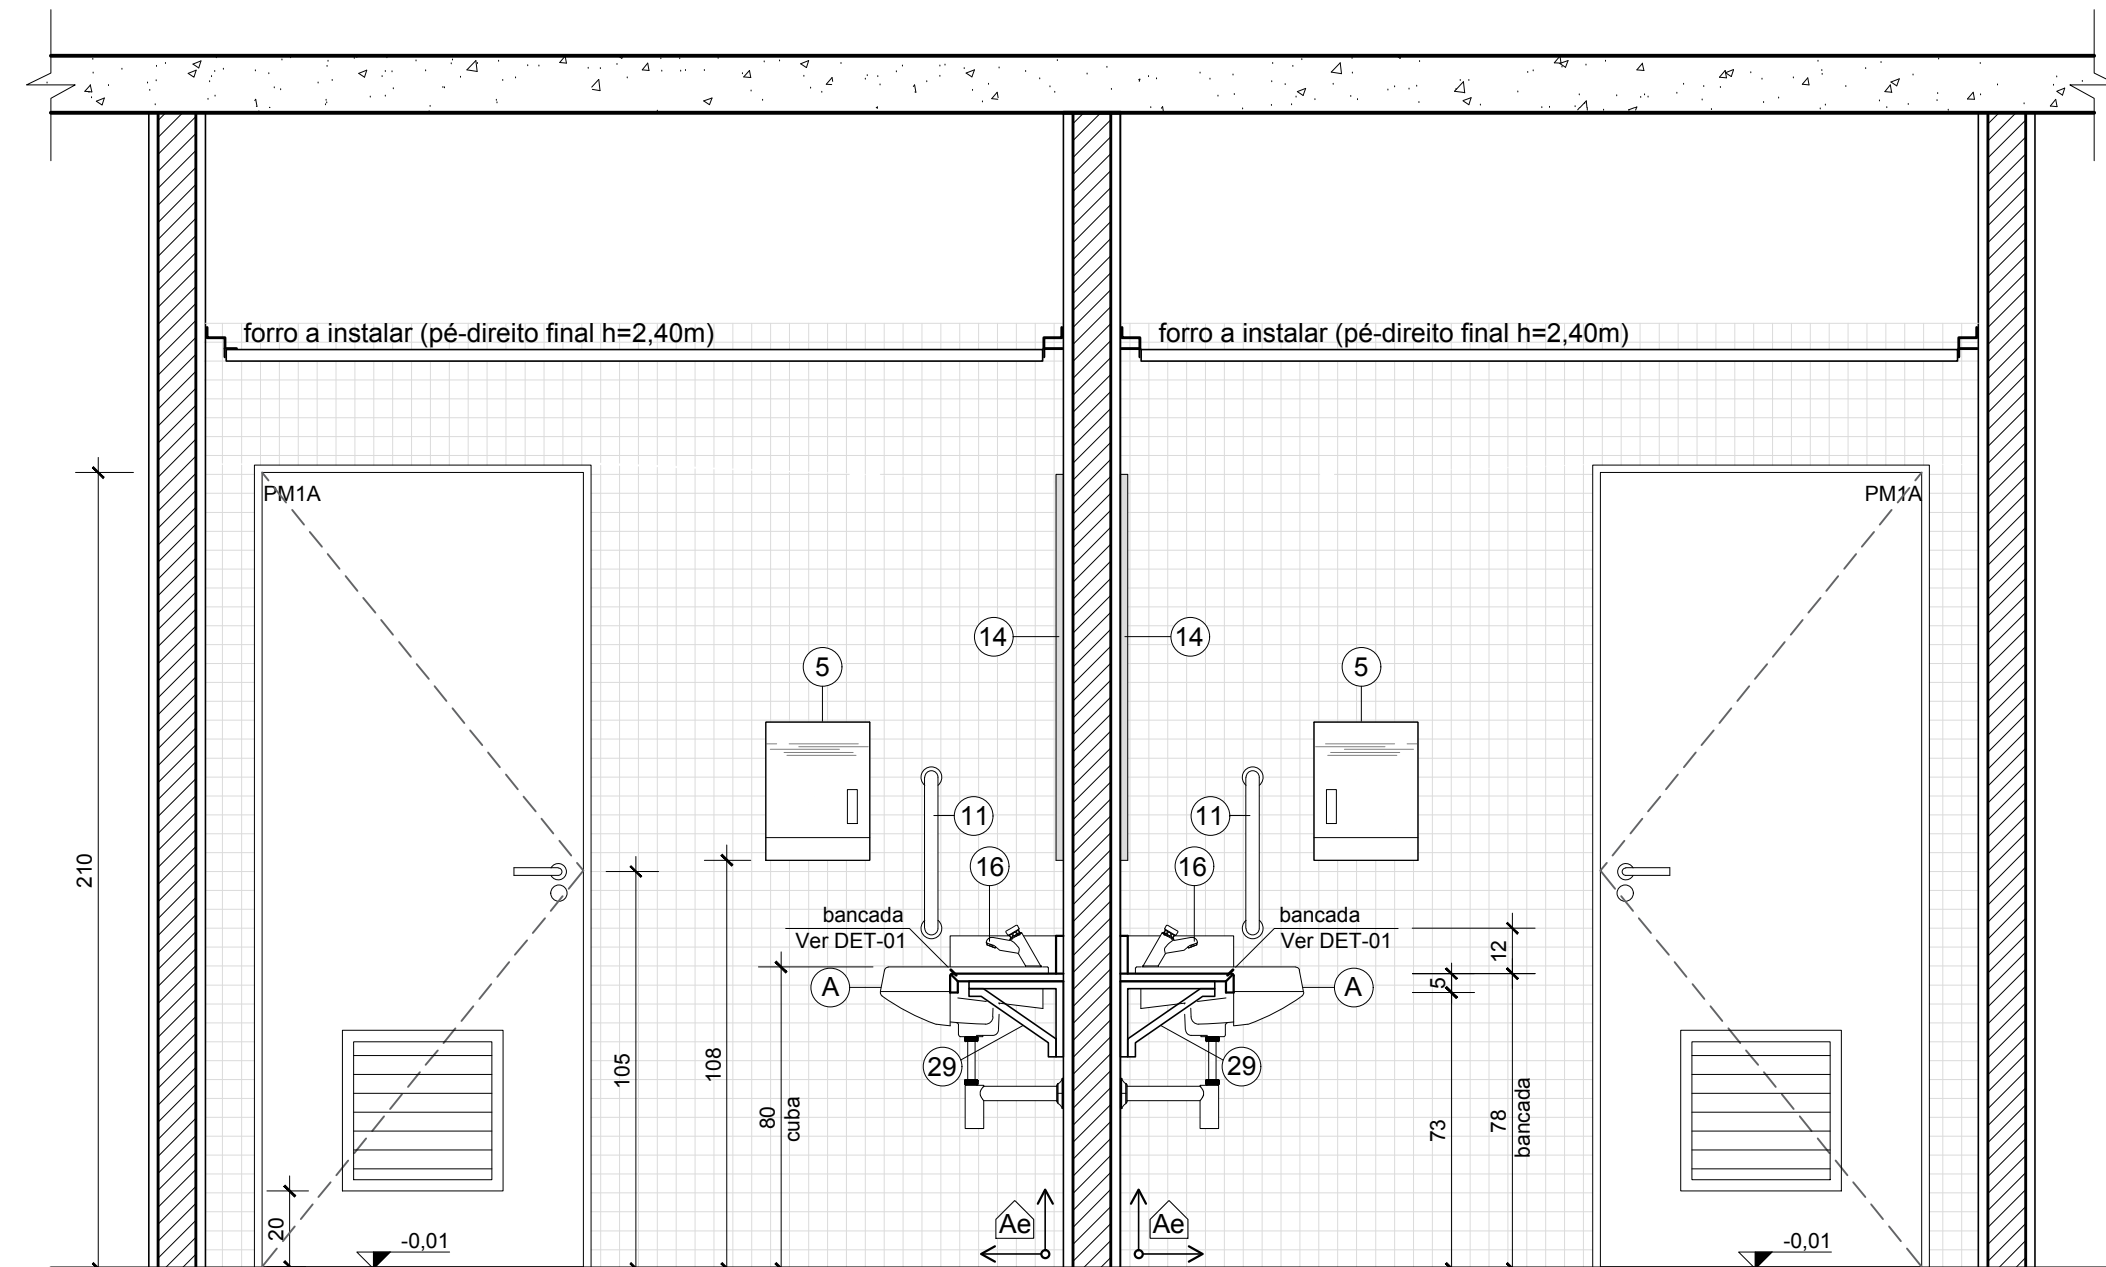 forro a instalar (pé-direito final h=2,40m)
forro a instalar (pé-direito final h=2,40m)
PM1A
PM1A
14
14
5
5
11
11
16
16
210
bancada
Ver DET-01
bancada
Ver DET-01
12
5
A
A
29
29
105
108
80
cuba
73
78
bancada
20
-0,01
Ae
Ae
-0,01